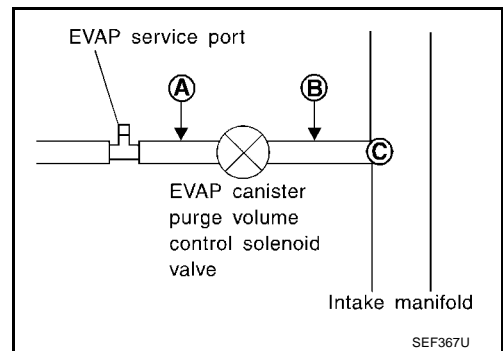 EVAP service port
A
B
C
EVAP canister
purge volume
control solenoid
valve
Intake manifold
SEF367U